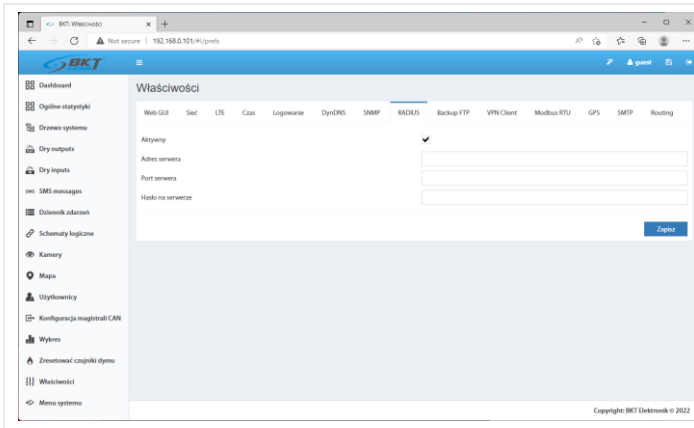 BKT: Właściwości
Not secure | 192.168.0.101/#!/prefs
BKT
guest
Dashboard
Ogólne statystyki
Drzewo systemu
Dry outputs
Dry inputs
SMS SMS messages
Dziennik zdarzeń
Schematy logiczne
Kamery
Mapa
Użytkownicy
Konfiguracja magistrali CAN
Wykres
Zresetować czujniki dymu
Właściwości
Menu systemu
Właściwości
Web GUI Sieć LTE Czas Logowanie DynDNS SNMP RADIUS Backup FTP VPN Client Modbus RTU GPS SMTP Routing
Aktywny
Adres serwera
Port serwera
Hasło na serwerze
Zapisz
Copyright: BKT Elektronik © 2022